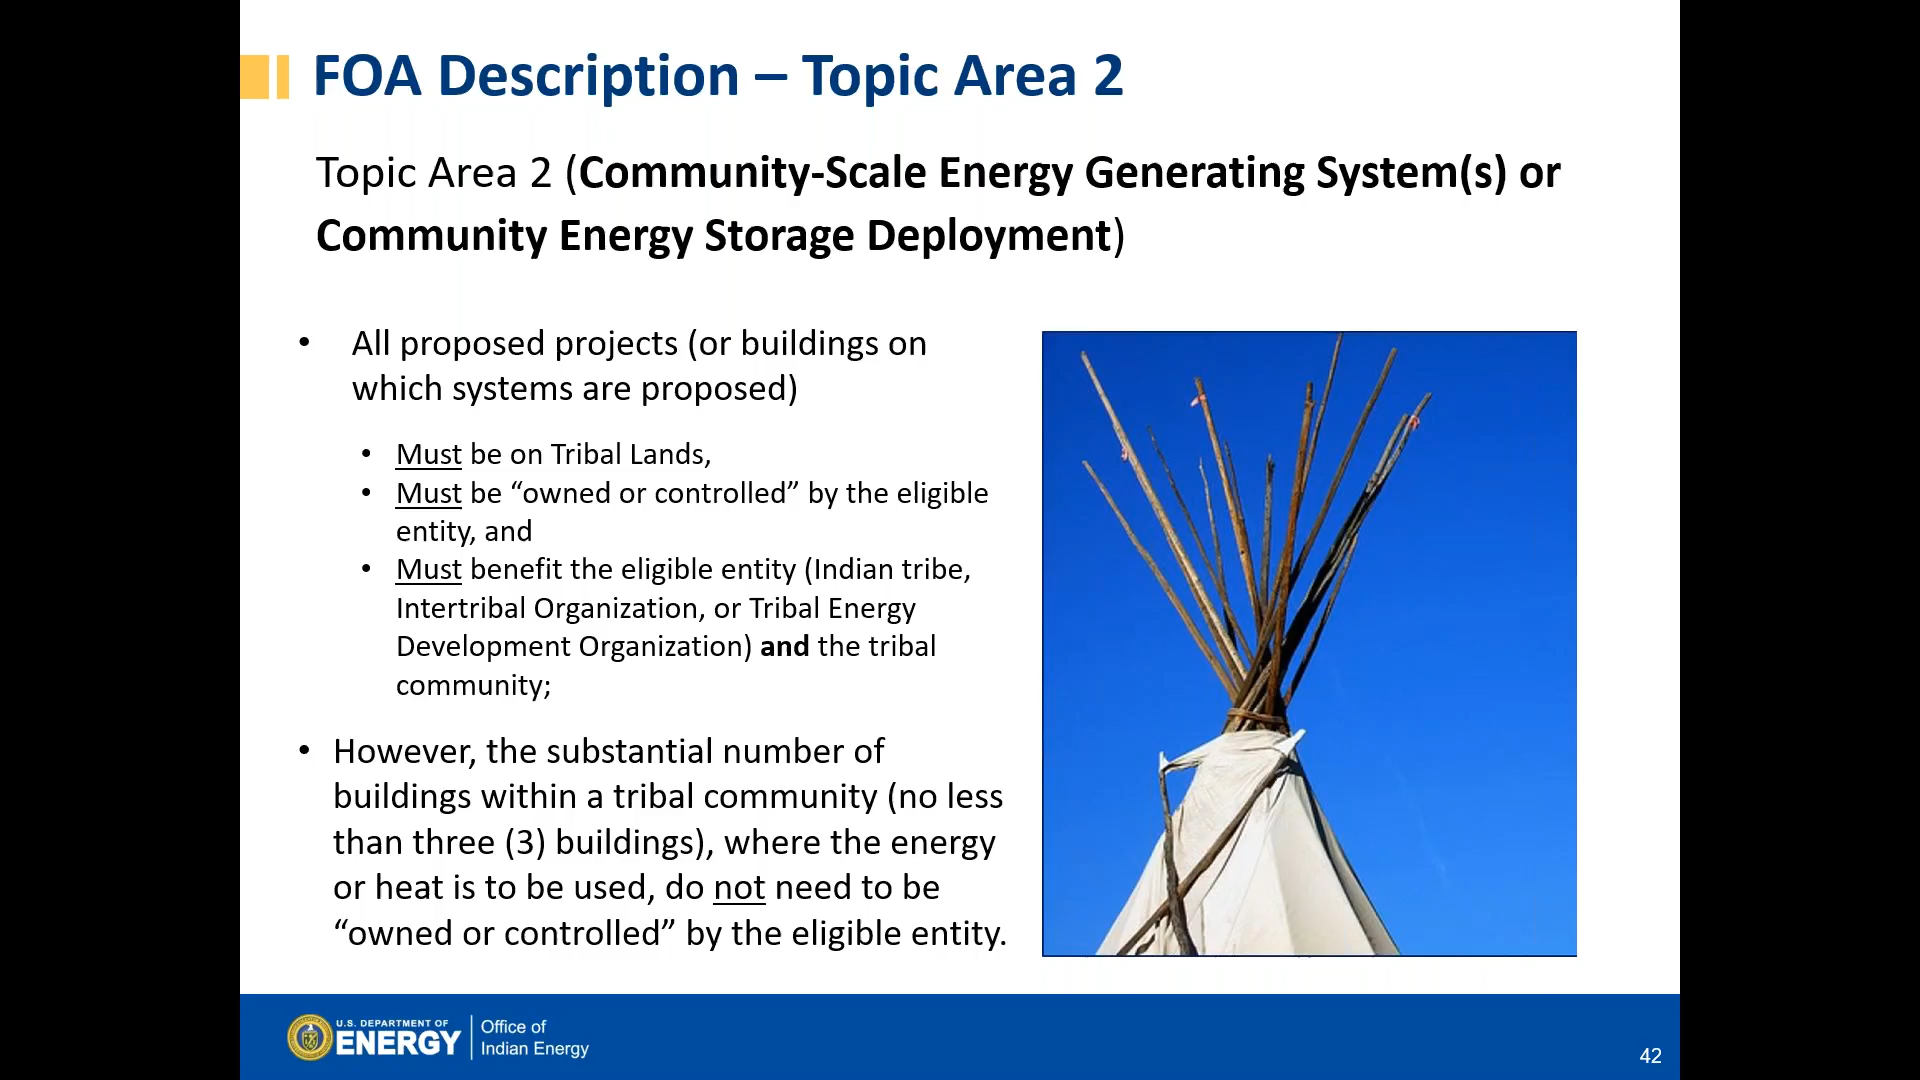 FOA Description – Topic Area 2
Topic Area 2 (Community-Scale Energy Generating System(s) or
Community Energy Storage Deployment)
• All proposed projects (or buildings on
which systems are proposed)
• Must be on Tribal Lands,
• Must be “owned or controlled” by the eligible
entity, and
• Must benefit the eligible entity (Indian tribe,
Intertribal Organization, or Tribal Energy
Development Organization) and the tribal
community;
• However, the substantial number of
buildings within a tribal community (no less
than three (3) buildings), where the energy
or heat is to be used, do not need to be
“owned or controlled” by the eligible entity.
U.S. DEPARTMENT OF
ENERGY
Office of
Indian Energy
42